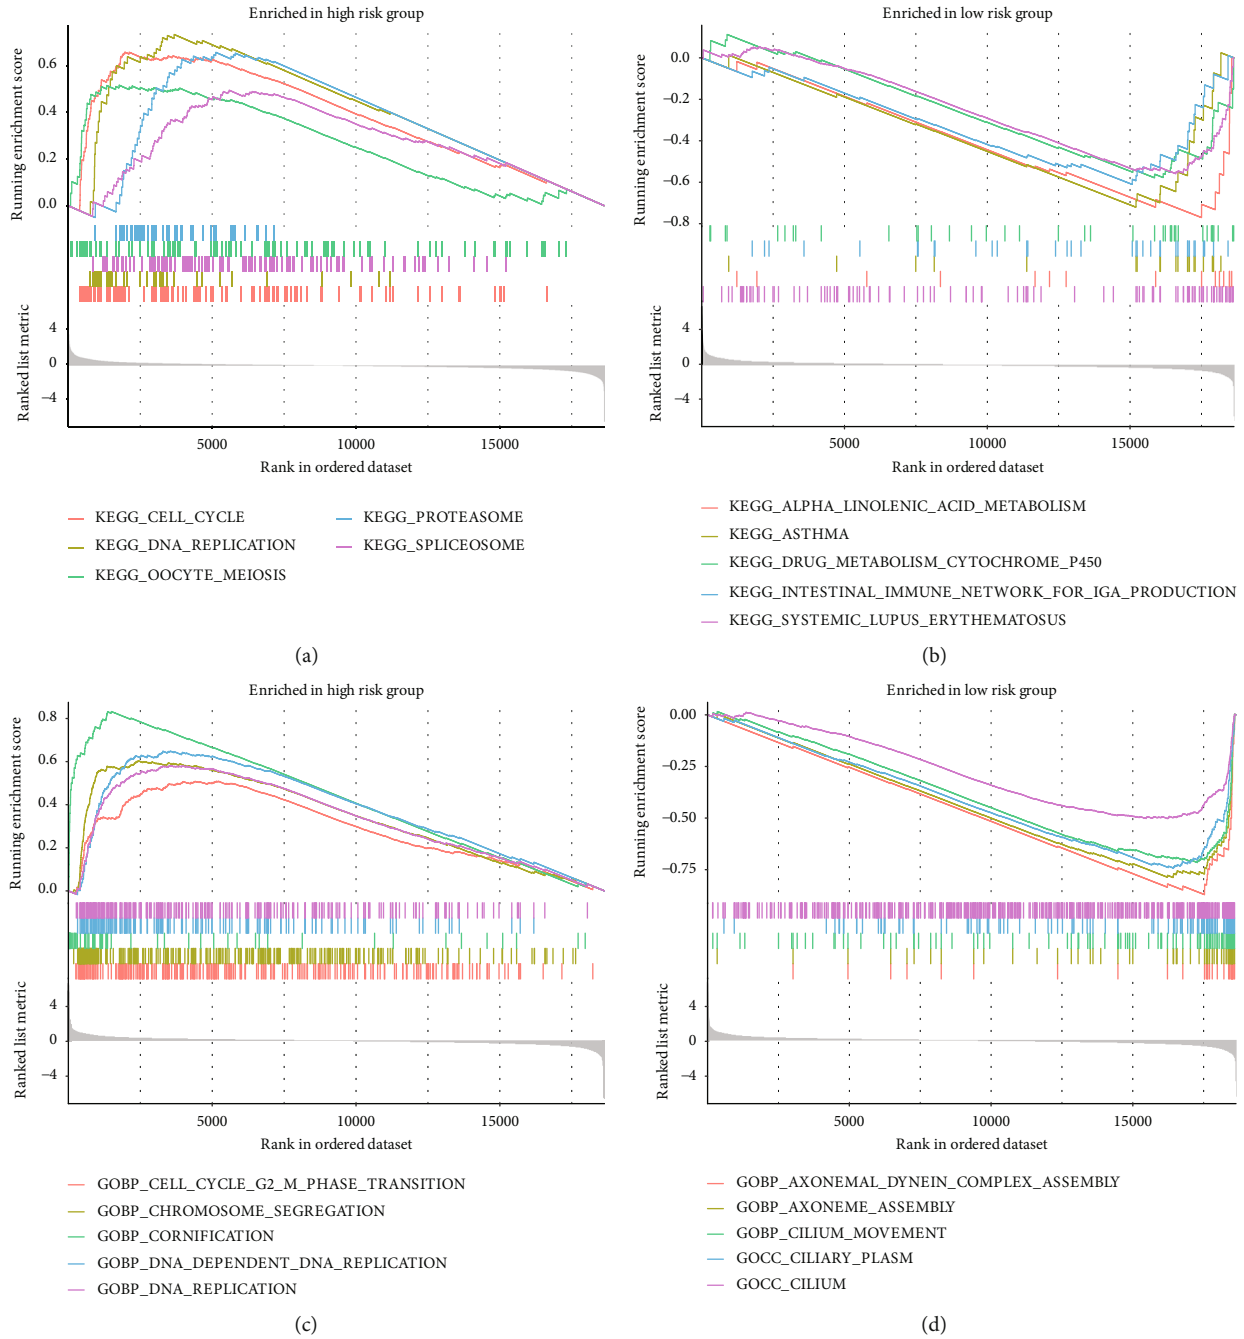 Enriched in high risk group
Running enrichment score
0.6
0.4
0.2
0.0
Ranked list metric
4
0
−4
5000 10000 15000
Rank in ordered dataset
KEGG_CELL_CYCLE
KEGG_DNA_REPLICATION
KEGG_OOCYTE_MEIOSIS
KEGG_PROTEASOME
KEGG_SPLICEOSOME
(a)
Enriched in low risk group
Running enrichment score
0.0
−0.2
−0.4
−0.6
−0.8
Ranked list metric
4
0
−4
5000 10000 15000
Rank in ordered dataset
KEGG_ALPHA_LINOLENIC_ACID_METABOLISM
KEGG_ASTHMA
KEGG_DRUG_METABOLISM_CYTOCHROME_P450
KEGG_INTESTINAL_IMMUNE_NETWORK_FOR_IGA_PRODUCTION
KEGG_SYSTEMIC_LUPUS_ERYTHEMATOSUS
(b)
Enriched in high risk group
Running enrichment score
0.8
0.6
0.4
0.2
0.0
Ranked list metric
4
0
−4
5000 10000 15000
Rank in ordered dataset
GOBP_CELL_CYCLE_G2_M_PHASE_TRANSITION
GOBP_CHROMOSOME_SEGREGATION
GOBP_CORNIFICATION
GOBP_DNA_DEPENDENT_DNA_REPLICATION
GOBP_DNA_REPLICATION
(c)
Enriched in low risk group
Running enrichment score
0.00
−0.25
−0.50
−0.75
Ranked list metric
4
0
−4
5000 10000 15000
Rank in ordered dataset
GOBP_AXONEMAL_DYNEIN_COMPLEX_ASSEMBLY
GOBP_AXONEME_ASSEMBLY
GOBP_CILIUM_MOVEMENT
GOCC_CILIARY_PLASM
GOCC_CILIUM
(d)